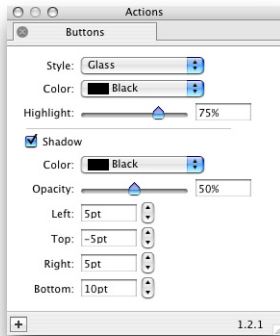 Actions
Buttons
Style: Glass
Color: Black
Highlight: 75%
Shadow
Color: Black
Opacity: 50%
Left: 5pt
Top: -5pt
Right: 5pt
Bottom: 10pt
1.2.1